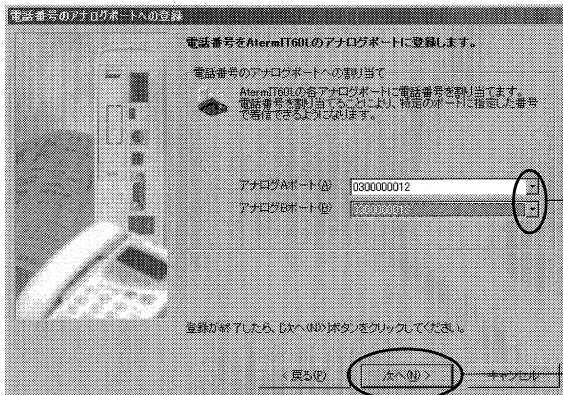 電話番号のアナログポートへの登録
電話番号をAtermIT60Lのアナログポートに登録します。
電話番号のアナログポートへの割り当て
AtermIT60Lの各アナログポートに電話番号を割り当てます。
電話番号を割り当てることにより、特定のポートに指定した番号
で着信できるようになります。
アナログAポート(A) 0300000012
アナログBポート(B)
登録が終了したら、[次へ(N)>]ボタンをクリックしてください。
< 戻る(P) 次へ(N) > キャンセル